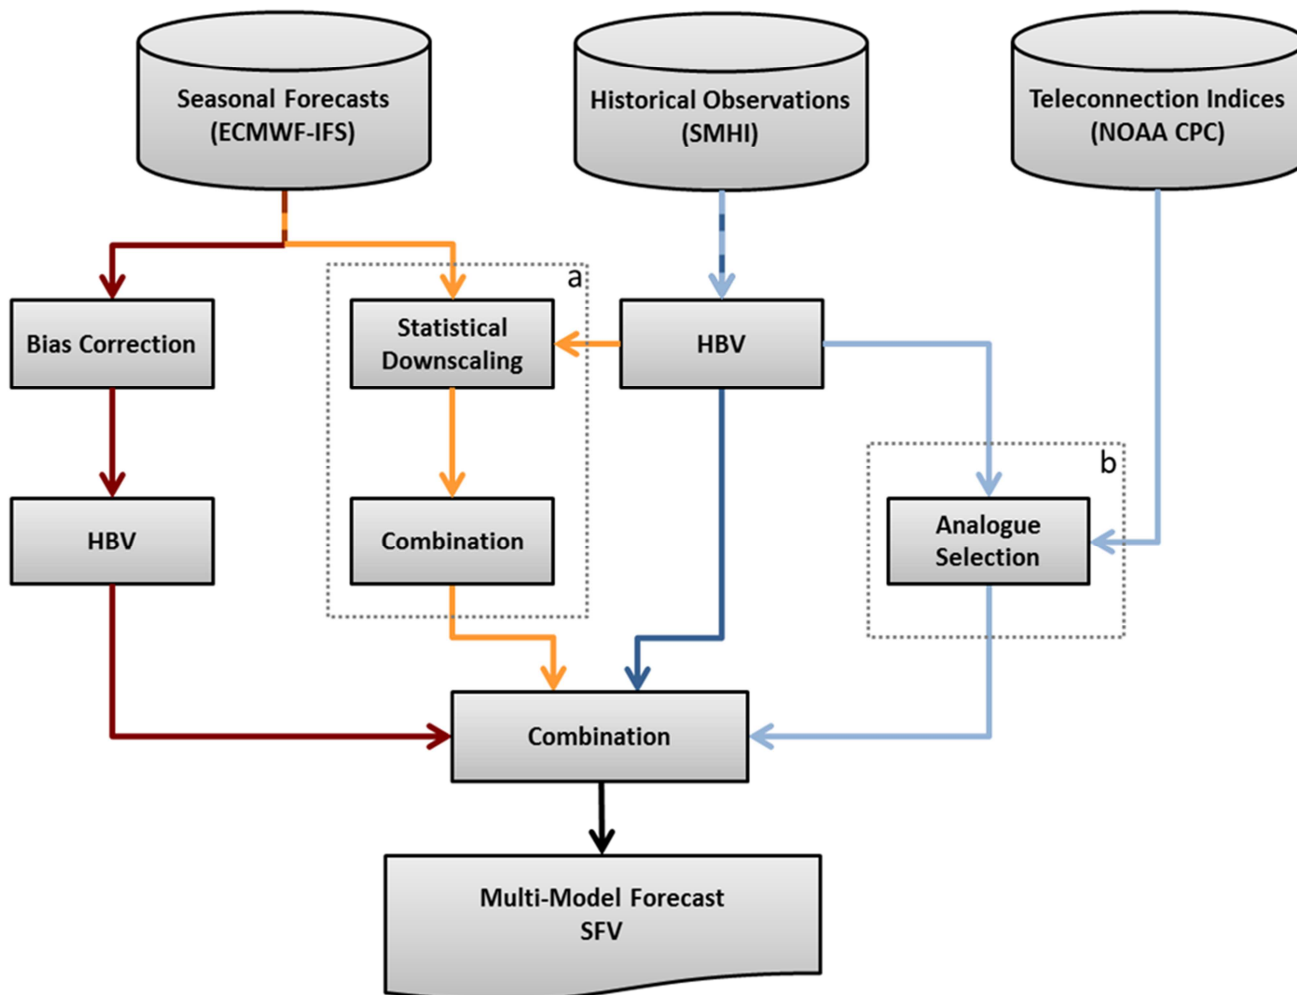 Seasonal Forecasts
(ECMWF-IFS)
Historical Observations
(SMHI)
Teleconnection Indices
(NOAA CPC)
a
Bias Correction
Statistical
Downscaling
HBV
b
HBV
Combination
Analogue
Selection
Combination
Multi-Model Forecast
SFV